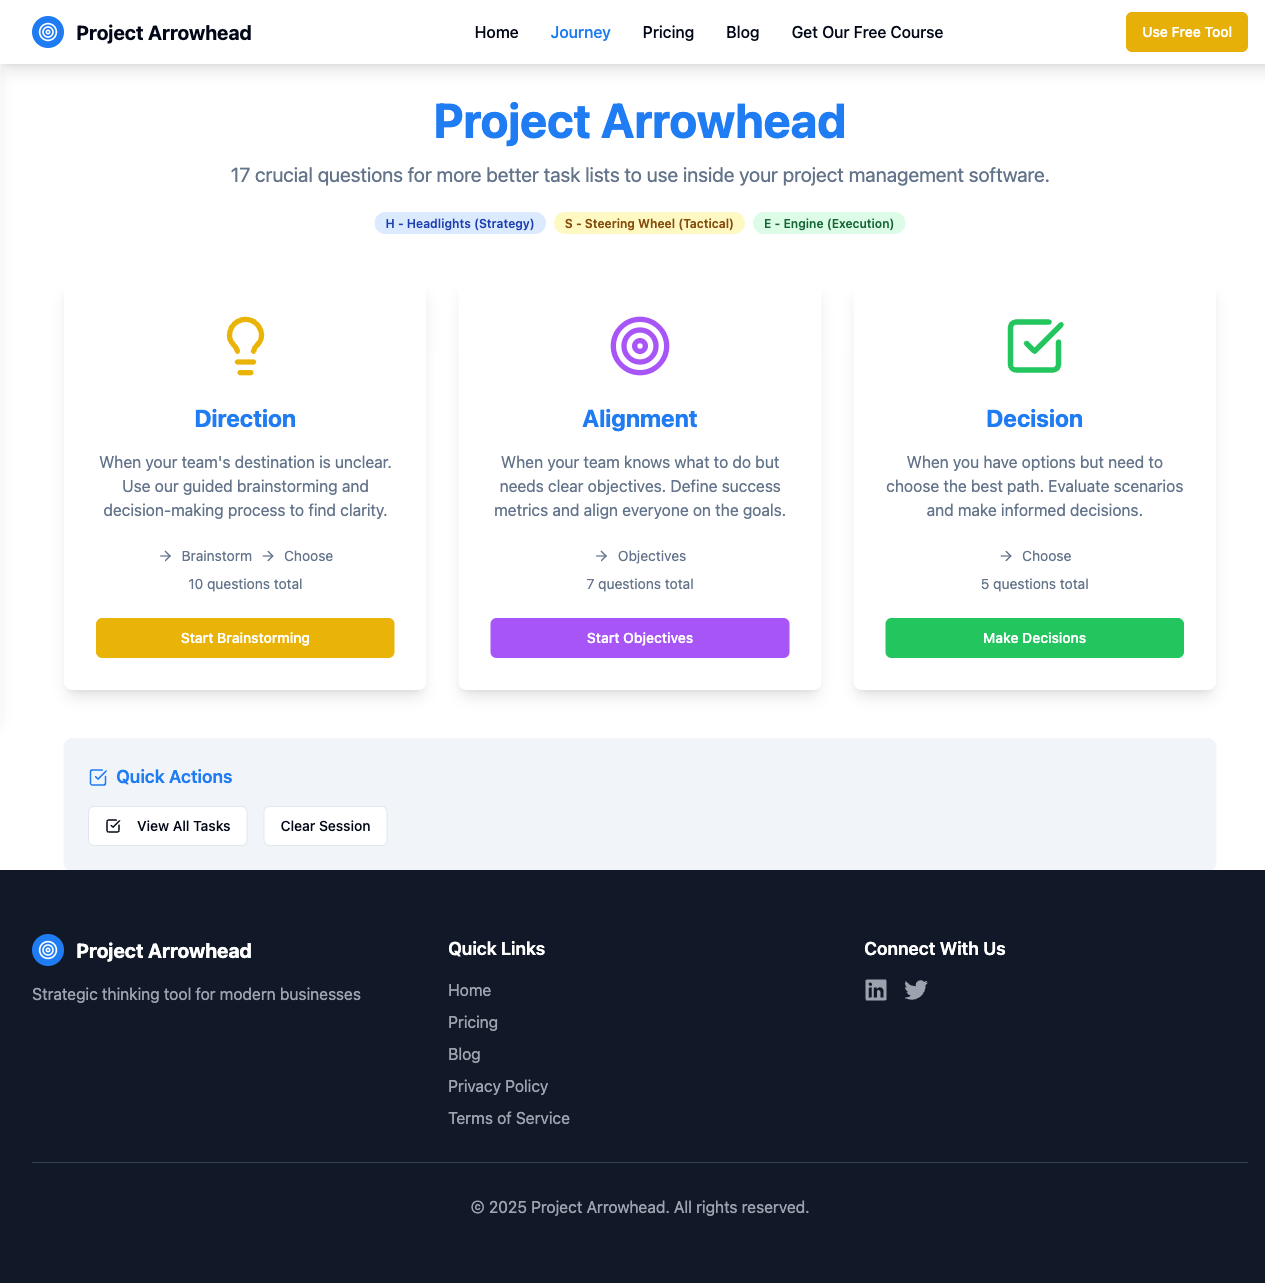 Project Arrowhead
Home
Journey
Pricing
Blog
Get Our Free Course
Use Free Tool
Project Arrowhead
17 crucial questions for more better task lists to use inside your project management software.
H - Headlights (Strategy)
S - Steering Wheel (Tactical)
E - Engine (Execution)
Direction
When your team's destination is unclear.
Use our guided brainstorming and
decision-making process to find clarity.
→ Brainstorm → Choose
10 questions total
Start Brainstorming
Alignment
When your team knows what to do but
needs clear objectives. Define success
metrics and align everyone on the goals.
→ Objectives
7 questions total
Start Objectives
Decision
When you have options but need to
choose the best path. Evaluate scenarios
and make informed decisions.
→ Choose
5 questions total
Make Decisions
Quick Actions
View All Tasks
Clear Session
Project Arrowhead
Strategic thinking tool for modern businesses
Quick Links
Home
Pricing
Blog
Privacy Policy
Terms of Service
Connect With Us
© 2025 Project Arrowhead. All rights reserved.